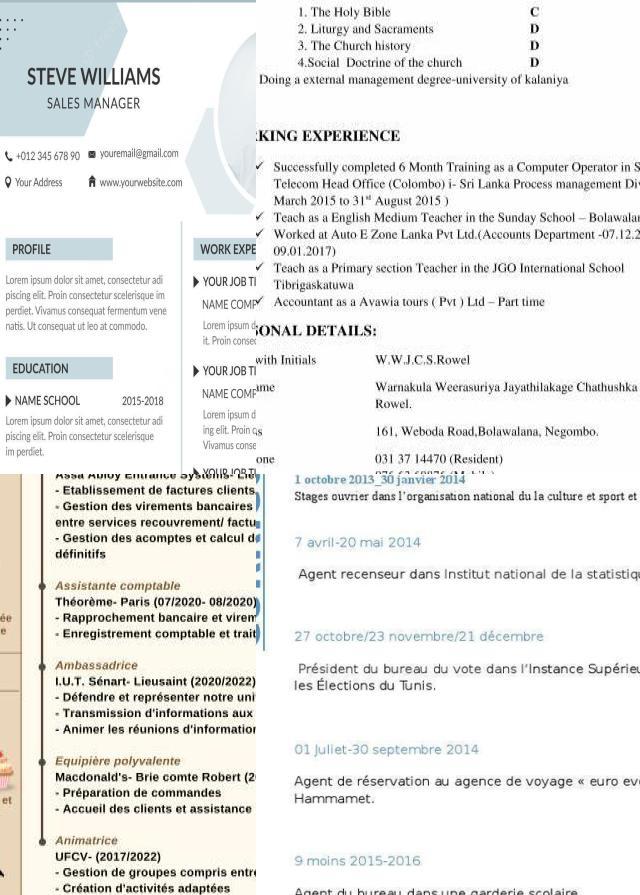 STEVE WILLIAMS
SALES MANAGER
+012 345 678 90
youremail@gmail.com
Your Address
www.yourwebsite.com
PROFILE
Lorem ipsum dolor sit amet, consectetur adi
piscing elit. Proin consectetur scelerisque im
perdiet. Vivamus consequat fermentum vene
natis. Ut consequat ut leo at commodo.
EDUCATION
NAME SCHOOL 2015-2018
Lorem ipsum dolor sit amet, consectetur adi
piscing elit. Proin consectetur scelerisque
im perdiet.
WORK EXPE
YOUR JOB TI
NAME COMP
Lorem ipsum d
it. Proin consec
YOUR JOB TI
NAME COMP
Lorem ipsum d
ing elit. Proin c
Vivamus conse
YOUR JOB TI
1. The Holy Bible C
2. Liturgy and Sacraments D
3. The Church history D
4.Social Doctrine of the church D
Doing a external management degree-university of kalaniya
KING EXPERIENCE
Successfully completed 6 Month Training as a Computer Operator in S
Telecom Head Office (Colombo) i- Sri Lanka Process management Div
March 2015 to 31st August 2015 )
Teach as a English Medium Teacher in the Sunday School – Bolawalan
Worked at Auto E Zone Lanka Pvt Ltd.(Accounts Department -07.12.2
09.01.2017)
Teach as a Primary section Teacher in the JGO International School
Tibrigaskatuwa
Accountant as a Avawia tours ( Pvt ) Ltd – Part time
SONAL DETAILS:
with Initials W.W.J.C.S.Rowel
ame Warnakula Weerasuriya Jayathilakage Chathushka
Rowel.
s 161, Weboda Road,Bolawalana, Negombo.
one 031 37 14470 (Resident)
Assa Abloy Entrance Systems- Lie
- Etablissement de factures clients
- Gestion des virements bancaires
entre services recouvrement/ factu
- Gestion des acomptes et calcul d
définitifs
Assistante comptable
Théorème- Paris (07/2020- 08/2020)
- Rapprochement bancaire et virem
- Enregistrement comptable et trait
Ambassadrice
I.U.T. Sénart- Lieusaint (2020/2022)
- Défendre et représenter notre uni
- Transmission d'informations aux
- Animer les réunions d'information
Equipière polyvalente
Macdonald's- Brie comte Robert (2
- Préparation de commandes
- Accueil des clients et assistance
Animatrice
UFCV- (2017/2022)
- Gestion de groupes compris entre
- Création d'activités adaptées
ée
e
et
1 octobre 2013_30 janvier 2014
Stages ouvrier dans l'organisation national du la culture et sport et
7 avril-20 mai 2014
Agent recenseur dans Institut national de la statistiqu
27 octobre/23 novembre/21 décembre
Président du bureau du vote dans l'Instance Supérieu
les Élections du Tunis.
01 Juliet-30 septembre 2014
Agent de réservation au agence de voyage « euro eve
Hammamet.
9 moins 2015-2016
Agent du bureau dans une garderie scolaire